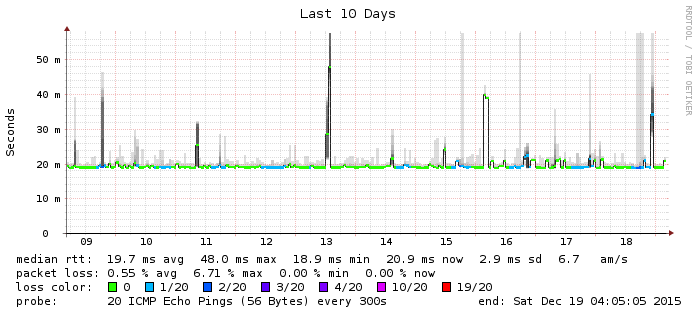 Last 10 Days
RRDTOOL / TOBI OETIKER
Seconds
50 m
40 m
30 m
20 m
10 m
0
09 10 11 12 13 14 15 16 17 18
median rtt: 19.7 ms avg 48.0 ms max 18.9 ms min 20.9 ms now 2.9 ms sd 6.7 am/s
packet loss: 0.55 % avg 6.71 % max 0.00 % min 0.00 % now
loss color: 0 1/20 2/20 3/20 4/20 10/20 19/20
probe: 20 ICMP Echo Pings (56 Bytes) every 300s end: Sat Dec 19 04:05:05 2015